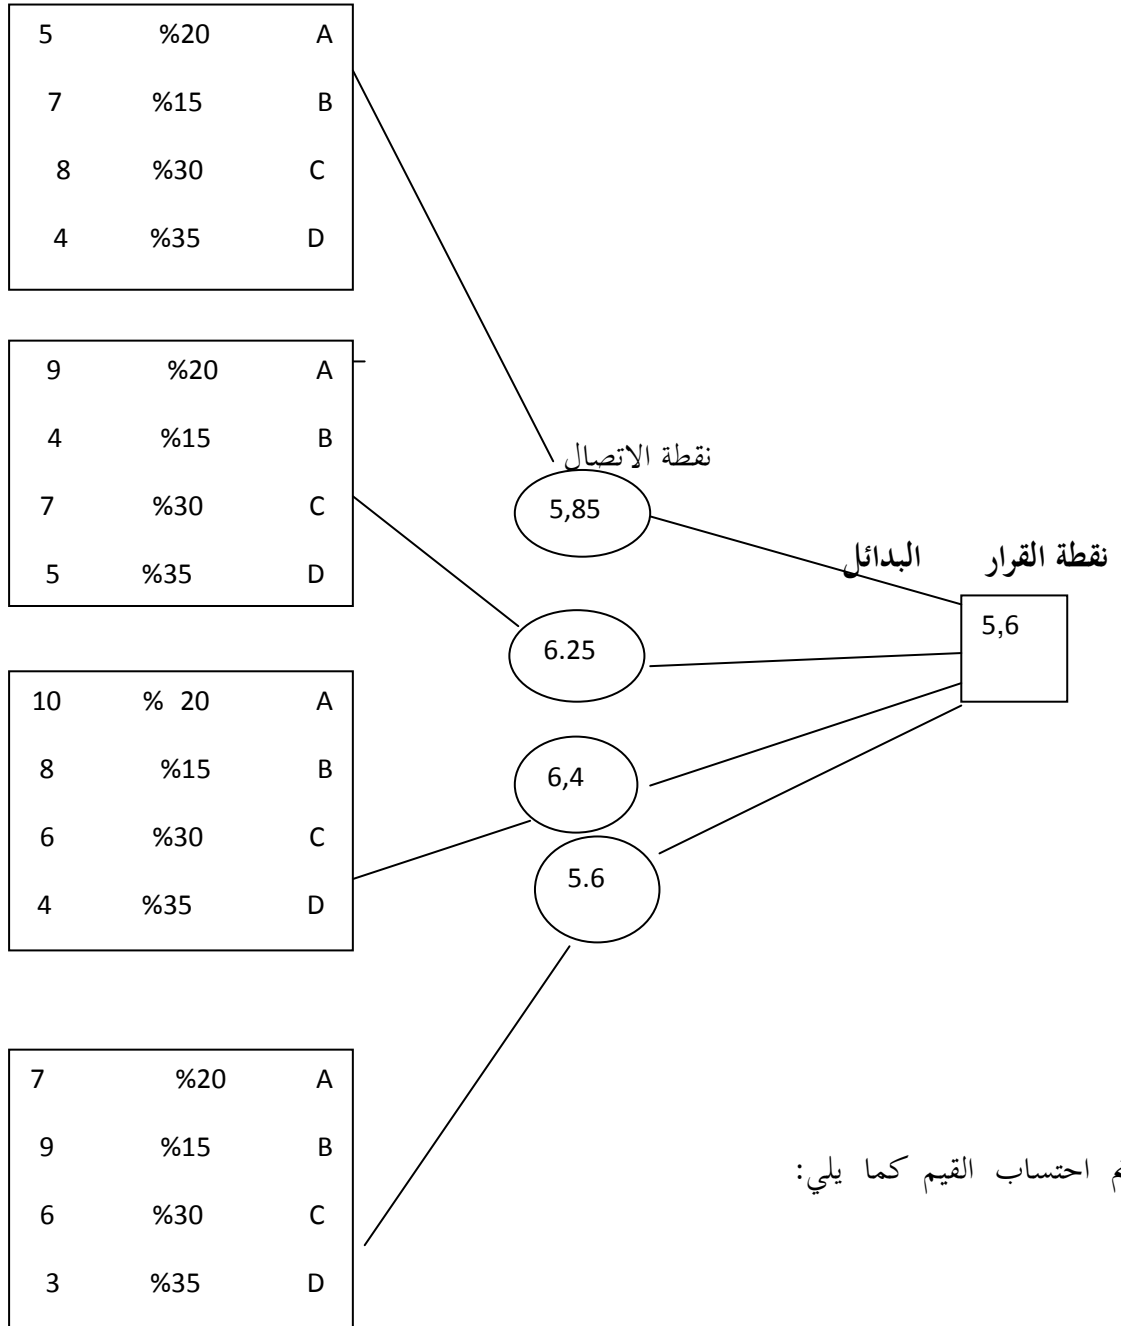 5 %20 A
7 %15 B
8 %30 C
4 %35 D
9 %20 A
4 %15 B
7 %30 C
5 %35 D
نقطة الاتصال
5,85
نقطة القرار البدائل
5,6
6.25
10 % 20 A
8 %15 B
6 %30 C
4 %35 D
6,4
5.6
7 %20 A
9 %15 B
6 %30 C
3 %35 D
احتساب القيم كما يلي: